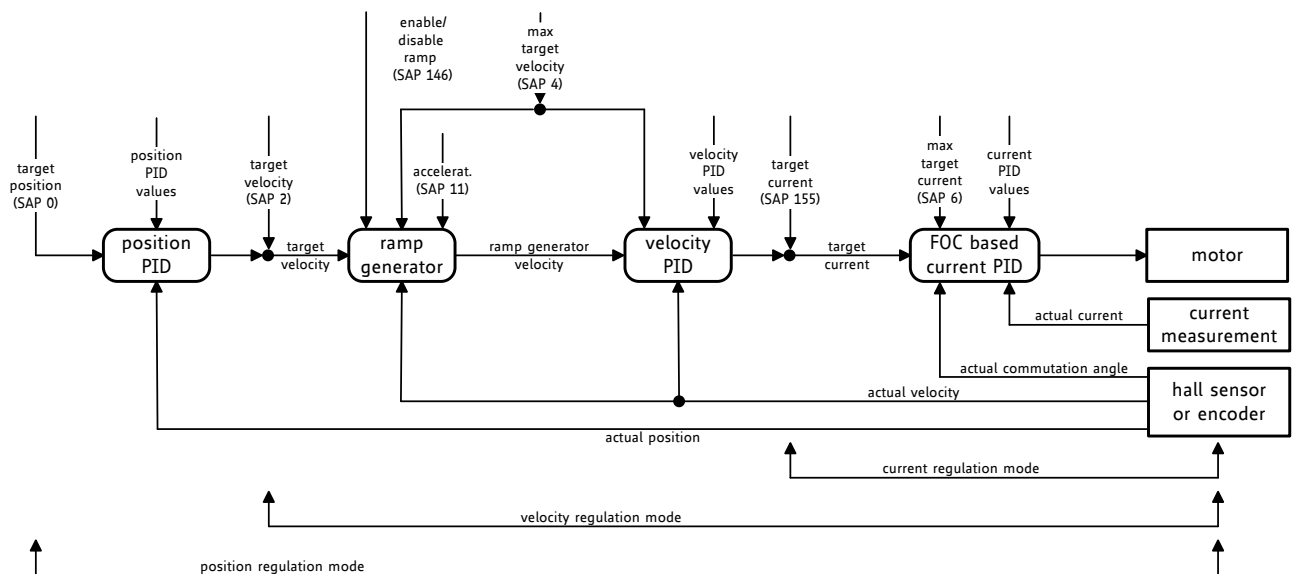 enable/
disable
ramp
(SAP 146)
max
target
velocity
(SAP 4)
target
position
(SAP 0)
position
PID
values
target
velocity
(SAP 2)
accelerat.
(SAP 11)
velocity
PID
values
target
current
(SAP 155)
max
target
current
(SAP 6)
current
PID
values
position
PID
target
velocity
ramp
generator
ramp generator
velocity
velocity
PID
target
current
FOC based
current PID
motor
actual current
current
measurement
actual commutation angle
hall sensor
or encoder
actual velocity
actual position
current regulation mode
velocity regulation mode
position regulation mode